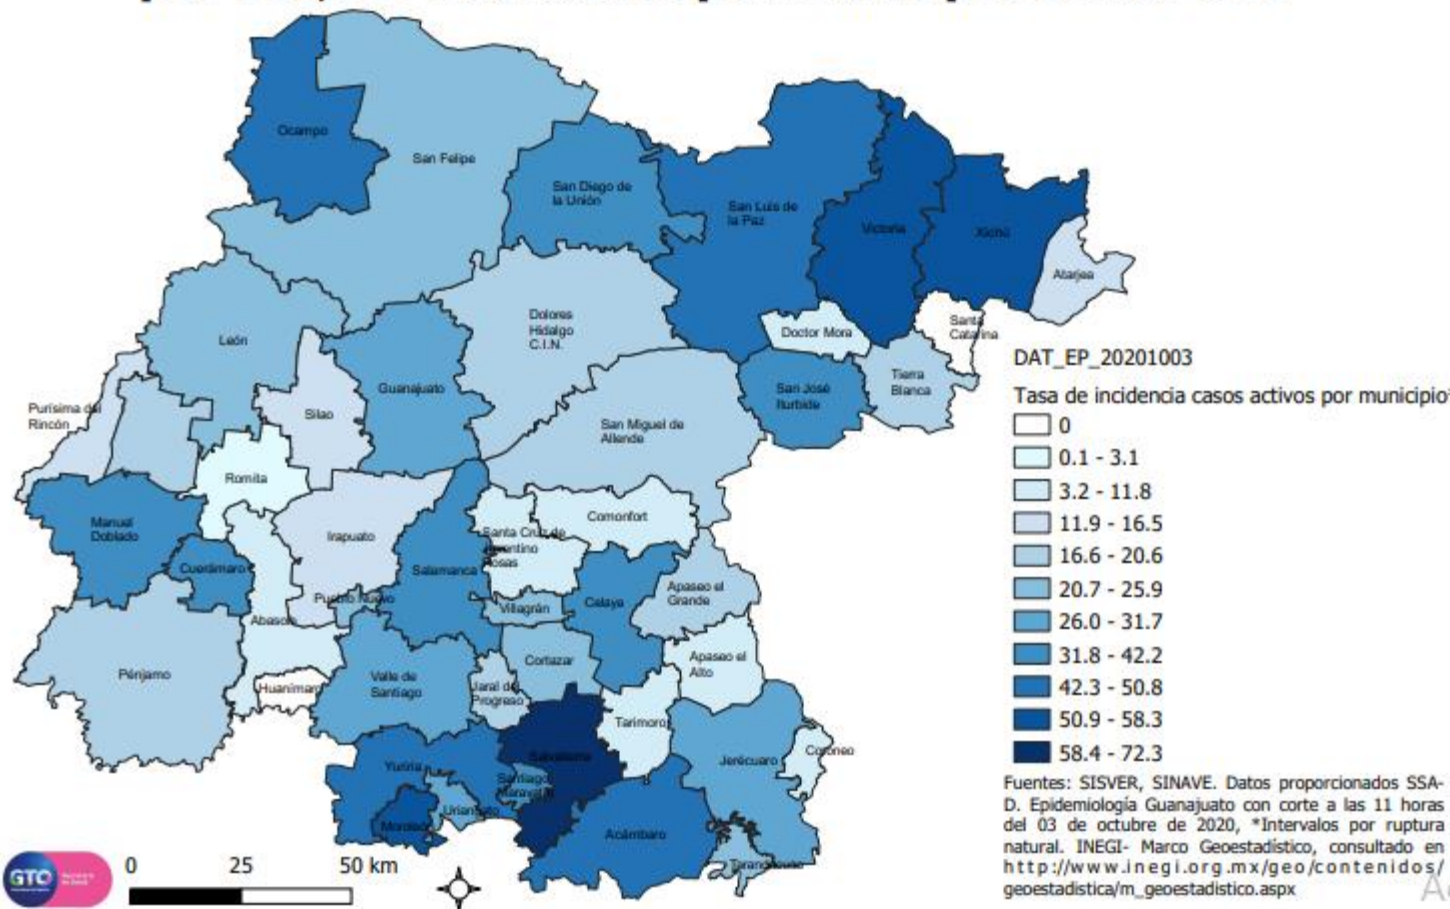 Ocampo
San Felipe
San Diego de
la Unión
San Luis de
la Paz
Victoria
Xichú
Atarjea
Dolores
Hidalgo
C.I.N.
León
Doctor Mora
Santa
Catarina
Guanajuato
San José
Iturbide
Tierra
Blanca
Purísima del
Rincón
Silao
San Miguel de
Allende
Romita
Manuel
Doblado
Irapuato
Comonfort
Santa Cruz de
Juventino
Rosas
Cuerámaro
Salamanca
Apaseo el
Grande
Pueblo Nuevo
Villagrán
Celaya
Abasolo
Cortazar
Apaseo el
Alto
Pénjamo
Valle de
Santiago
Huanímaro
Jaral del
Progreso
Tarimoro
Salvatierra
Jerécuaro
Coroneo
Yuriria
Santiago
Maravatío
Uriangato
Moroleón
Acámbaro
Tarandacuao
DAT_EP_20201003
Tasa de incidencia casos activos por municipio*
0
0.1 - 3.1
3.2 - 11.8
11.9 - 16.5
16.6 - 20.6
20.7 - 25.9
26.0 - 31.7
31.8 - 42.2
42.3 - 50.8
50.9 - 58.3
58.4 - 72.3
Fuentes: SISVER, SINAVE. Datos proporcionados SSA-
D. Epidemiología Guanajuato con corte a las 11 horas
del 03 de octubre de 2020, *Intervalos por ruptura
natural. INEGI- Marco Geoestadístico, consultado en
http://www.inegi.org.mx/geo/contenidos/
geoestadistica/m_geoestadistico.aspx
GTO
0 25 50 km